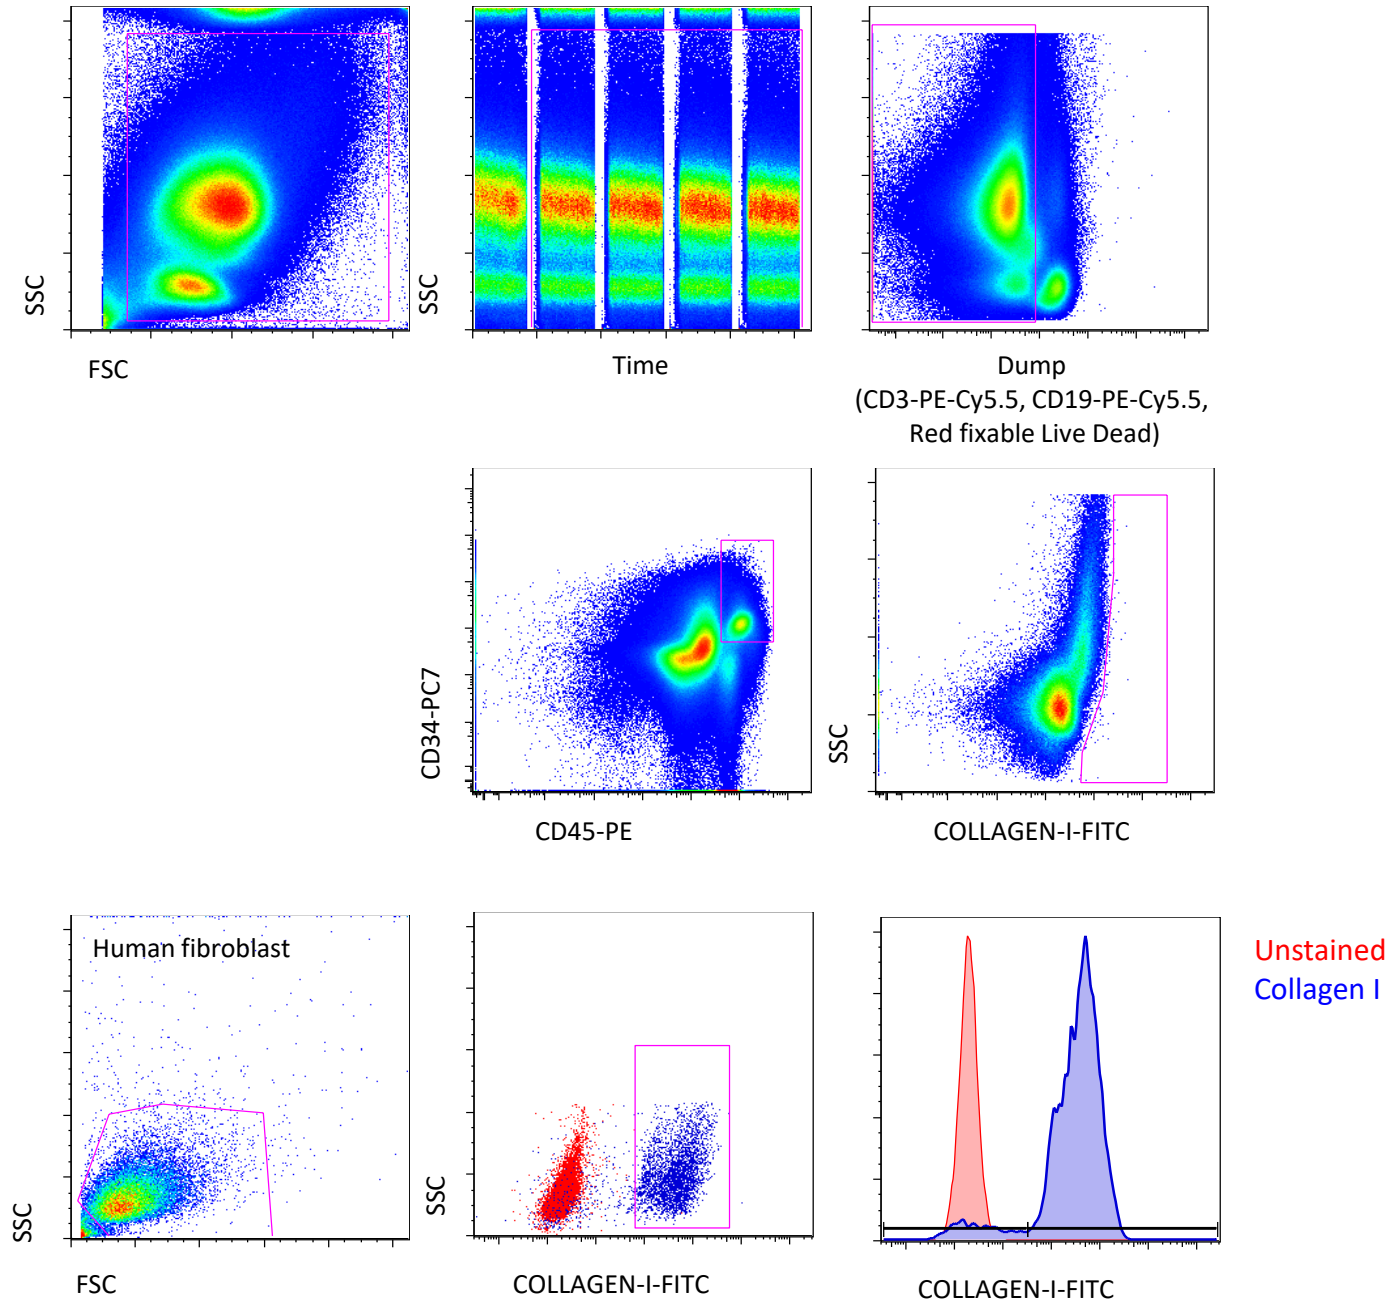 SSC
FSC
SSC
Time
Dump
(CD3-PE-Cy5.5, CD19-PE-Cy5.5,
Red fixable Live Dead)
CD34-PC7
CD45-PE
SSC
COLLAGEN-I-FITC
Human fibroblast
SSC
FSC
SSC
COLLAGEN-I-FITC
COLLAGEN-I-FITC
Unstained
Collagen I